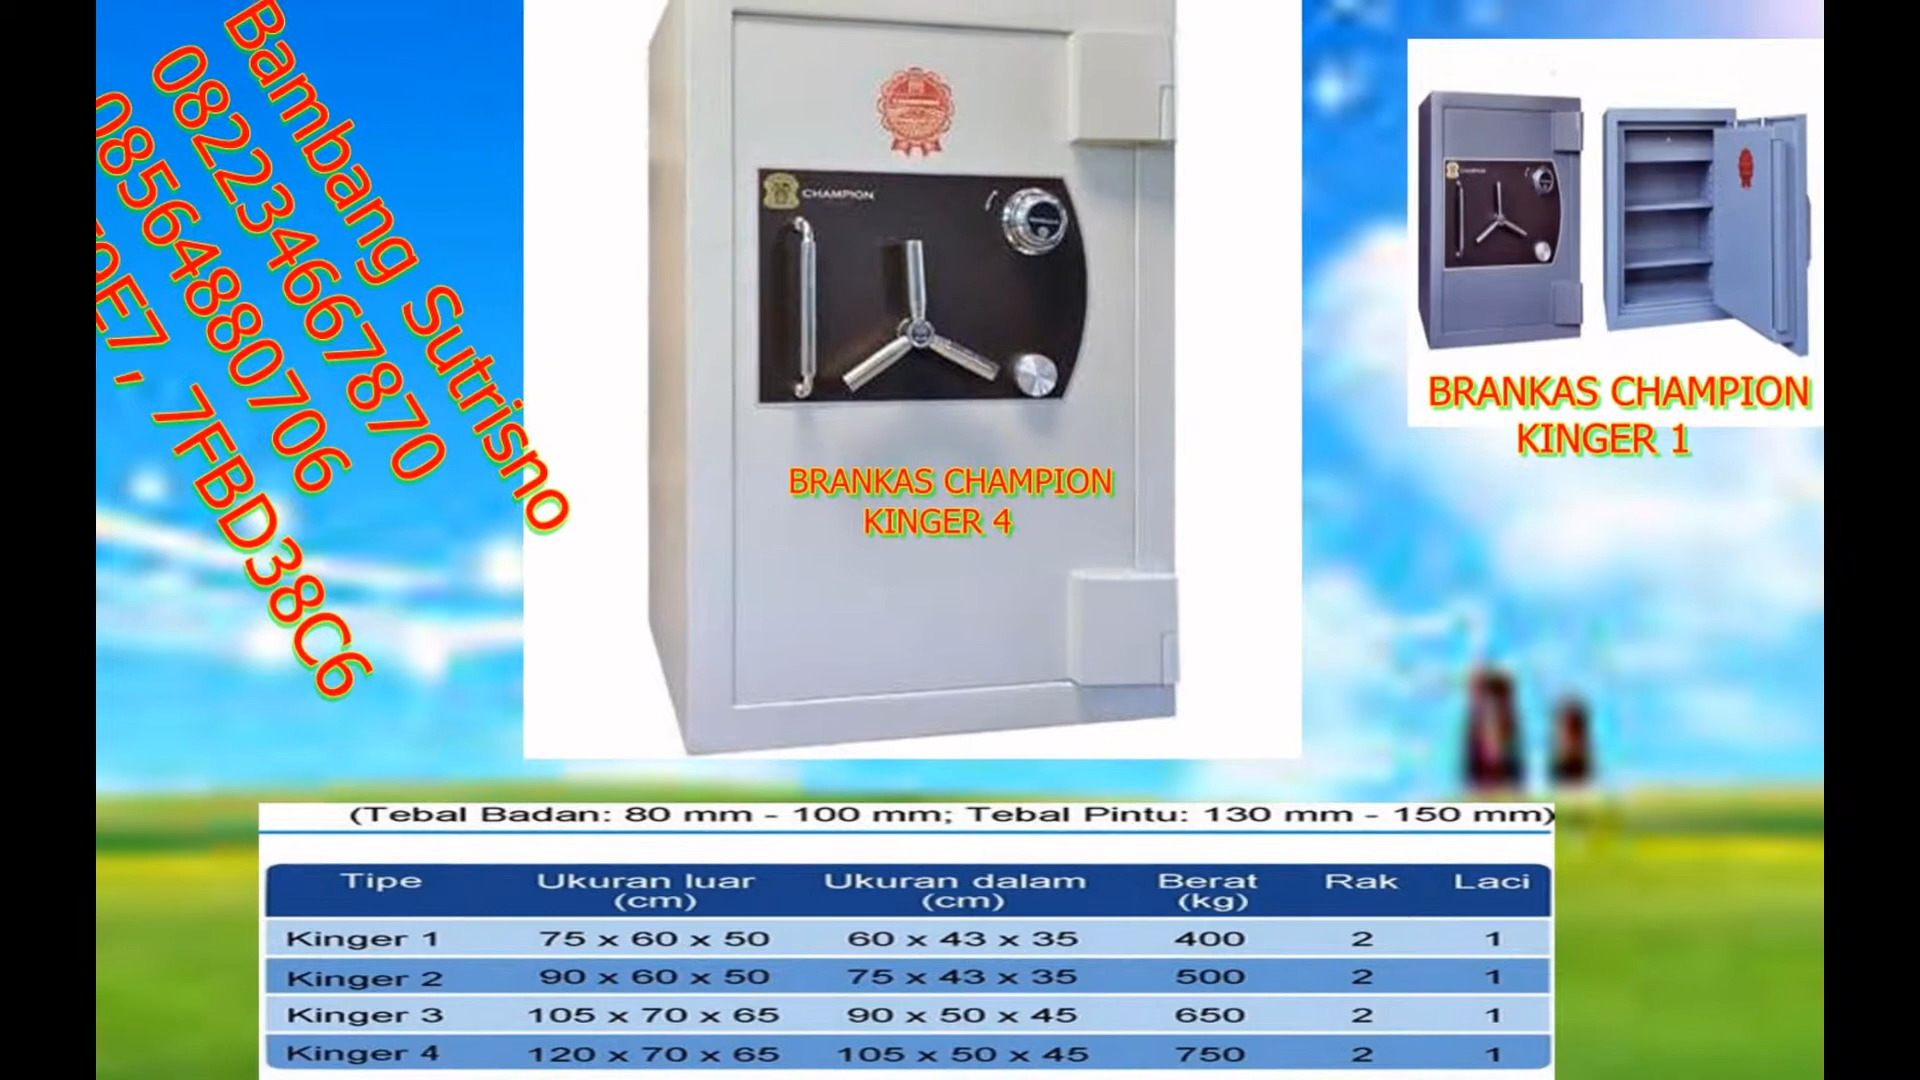 Bambang Sutrisno
082234667870
085648880706
7FBD38C6
CHAMPION
BRANKAS CHAMPION
KINGER 4
CHAMPION
BRANKAS CHAMPION
KINGER 1
(Tebal Badan: 80 mm - 100 mm; Tebal Pintu: 130 mm - 150 mm)
Tipe Ukuran luar (cm) Ukuran dalam (cm) Berat (kg) Rak Laci
Kinger 1 75 x 60 x 50 60 x 43 x 35 400 2 1
Kinger 2 90 x 60 x 50 75 x 43 x 35 500 2 1
Kinger 3 105 x 70 x 65 90 x 50 x 45 650 2 1
Kinger 4 120 x 70 x 65 105 x 50 x 45 750 2 1